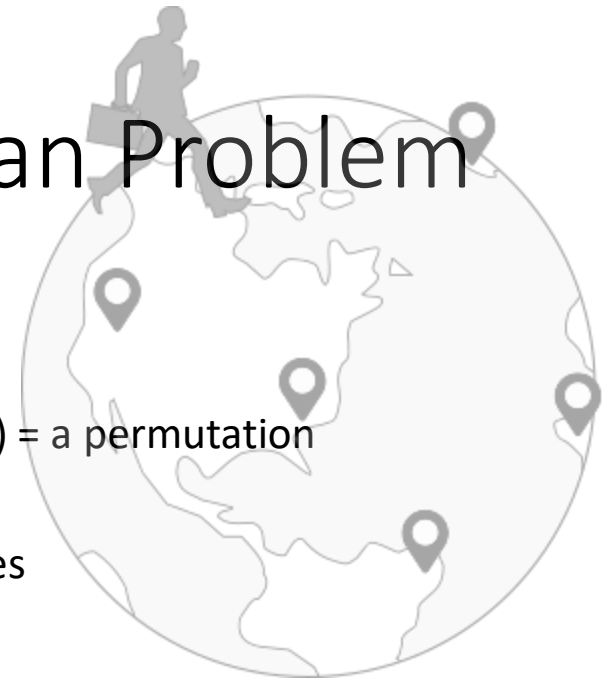 an Problem
) = a permutation
es